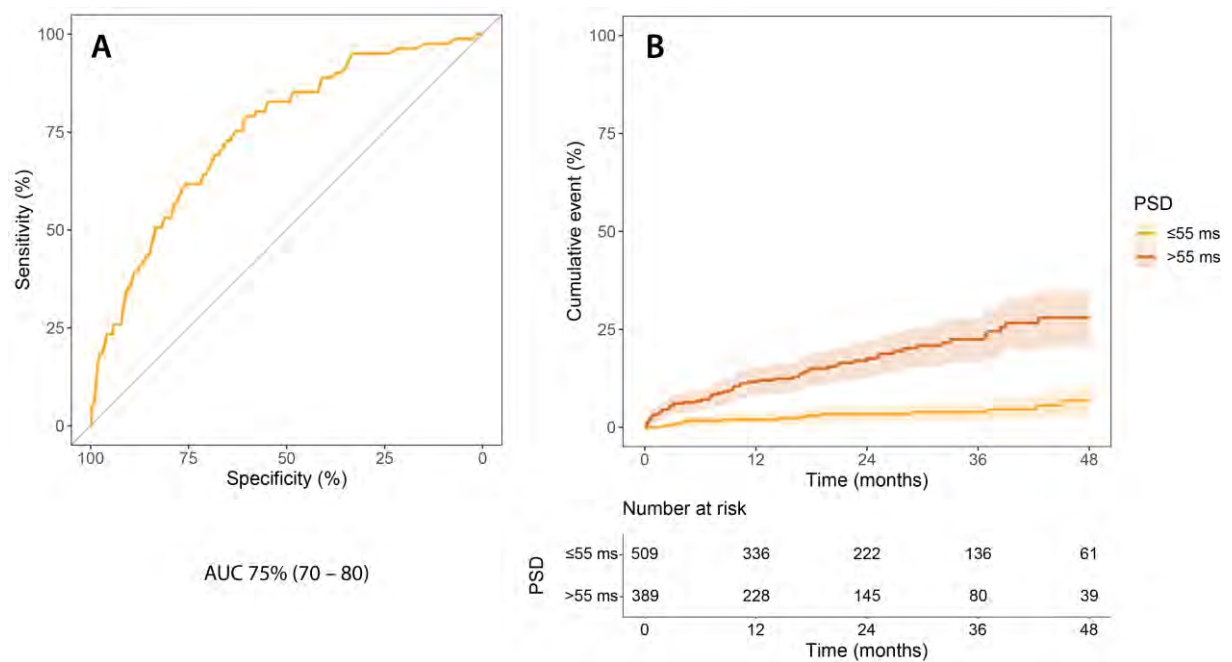 A
100
75
50
25
0
Sensitivity (%)
100 75 50 25 0
Specificity (%)
AUC 75% (70 – 80)
B
100
75
50
25
0
Cumulative event (%)
0 12 24 36 48
Time (months)
PSD
≤55 ms
>55 ms
Number at risk
PSD
≤55 ms 509 336 222 136 61
>55 ms 389 228 145 80 39
0 12 24 36 48
Time (months)